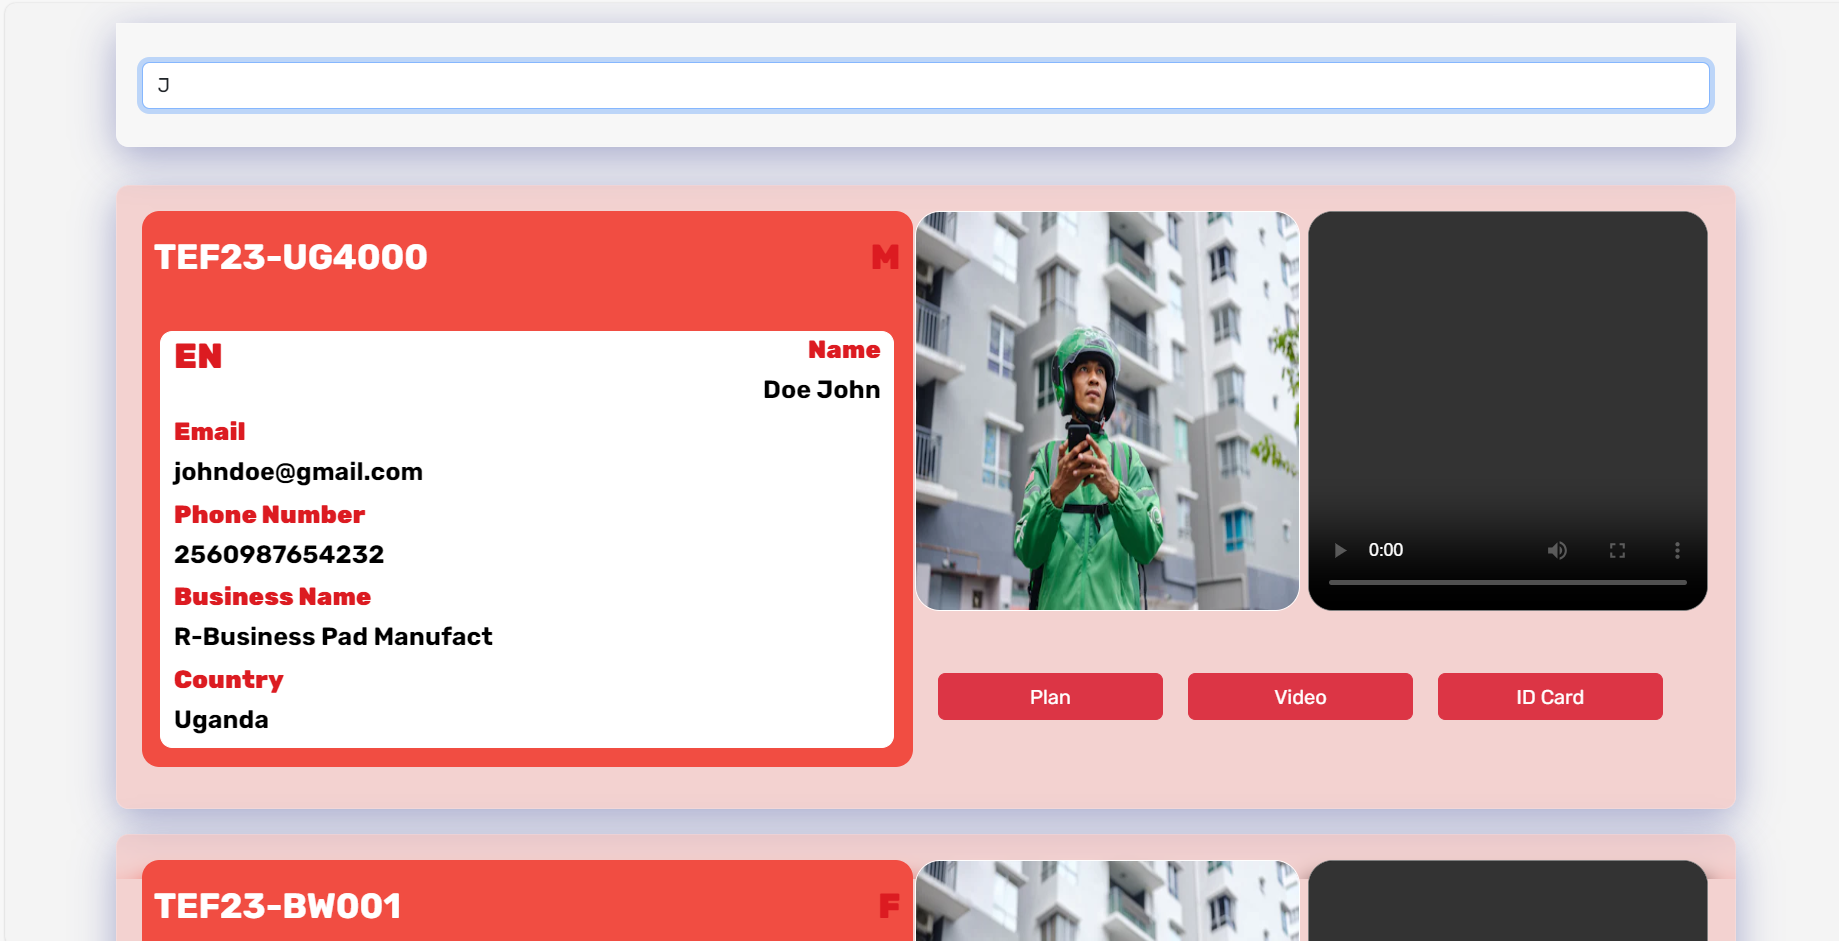 J
TEF23-UG4000
M
EN
Name
Doe John
Email
johndoe@gmail.com
Phone Number
2560987654232
Business Name
R-Business Pad Manufact
Country
Uganda
0:00
Plan
Video
ID Card
TEF23-BW001
F